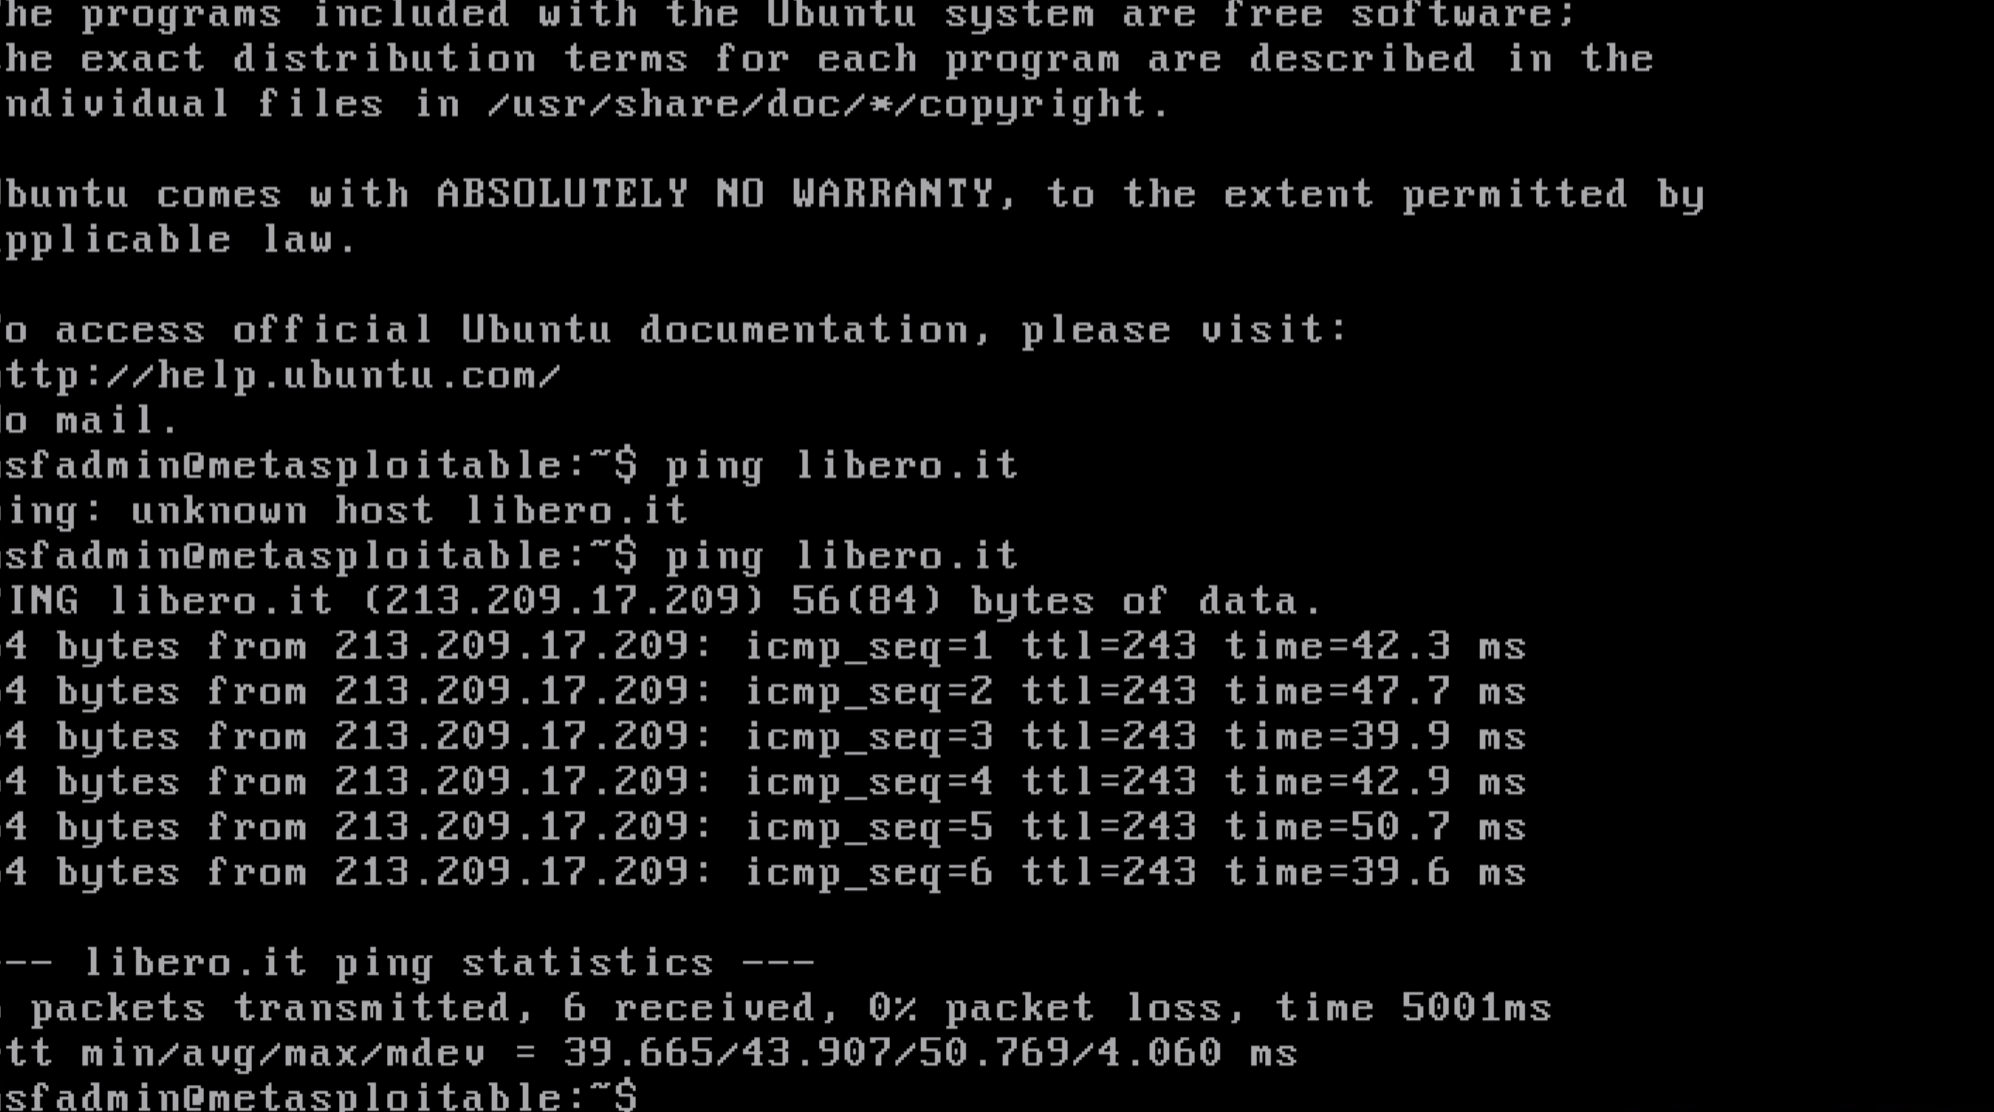 he programs included with the Ubuntu system are free software;
he exact distribution terms for each program are described in the
ndividual files in /usr/share/doc/*/copyright.
buntu comes with ABSOLUTELY NO WARRANTY, to the extent permitted by
pplicable law.
o access official Ubuntu documentation, please visit:
ttp://help.ubuntu.com/
o mail.
sfadmin@metasploitable:~$ ping libero.it
ing: unknown host libero.it
sfadmin@metasploitable:~$ ping libero.it
ING libero.it (213.209.17.209) 56(84) bytes of data.
4 bytes from 213.209.17.209: icmp_seq=1 ttl=243 time=42.3 ms
4 bytes from 213.209.17.209: icmp_seq=2 ttl=243 time=47.7 ms
4 bytes from 213.209.17.209: icmp_seq=3 ttl=243 time=39.9 ms
4 bytes from 213.209.17.209: icmp_seq=4 ttl=243 time=42.9 ms
4 bytes from 213.209.17.209: icmp_seq=5 ttl=243 time=50.7 ms
4 bytes from 213.209.17.209: icmp_seq=6 ttl=243 time=39.6 ms
-- libero.it ping statistics ---
packets transmitted, 6 received, 0% packet loss, time 5001ms
tt min/avg/max/mdev = 39.665/43.907/50.769/4.060 ms
sfadmin@metasploitable:~$